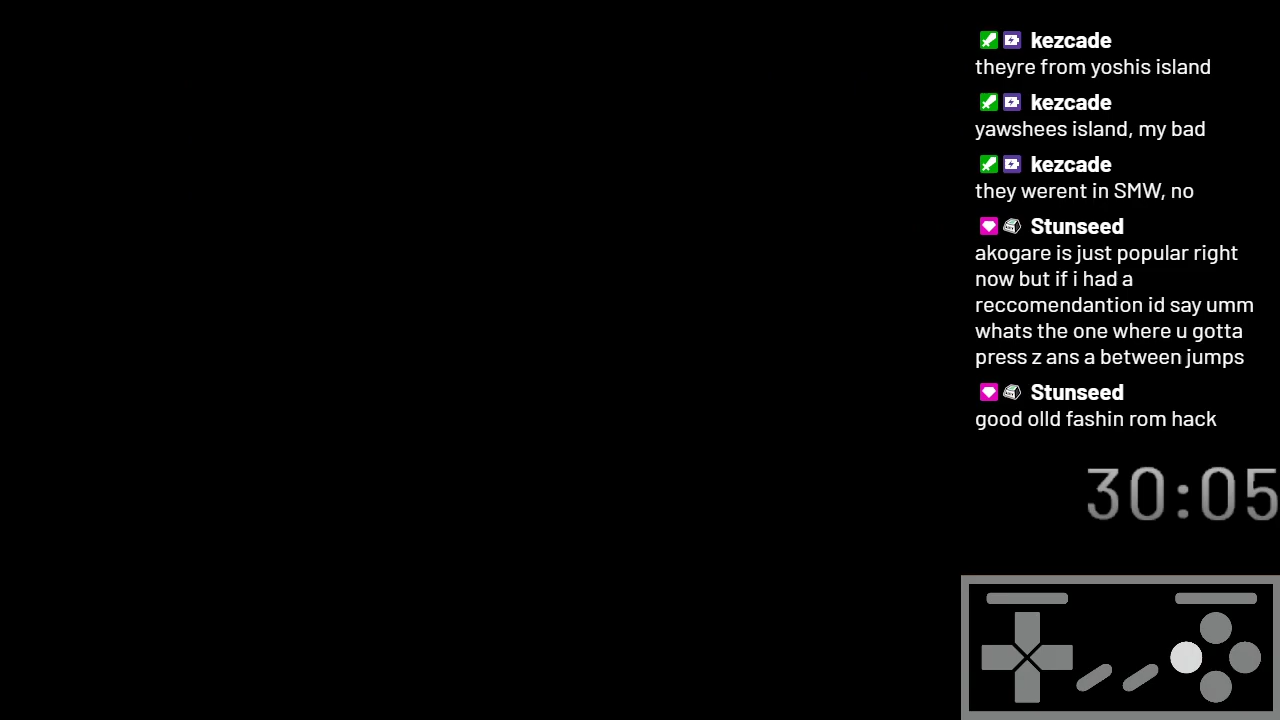 kezcade
theyre from yoshis island
kezcade
yawshees island, my bad
kezcade
they werent in SMW, no
Stunseed
akogare is just popular right
now but if i had a
reccomendantion id say umm
whats the one where u gotta
press z ans a between jumps
Stunseed
good olld fashin rom hack
30:05